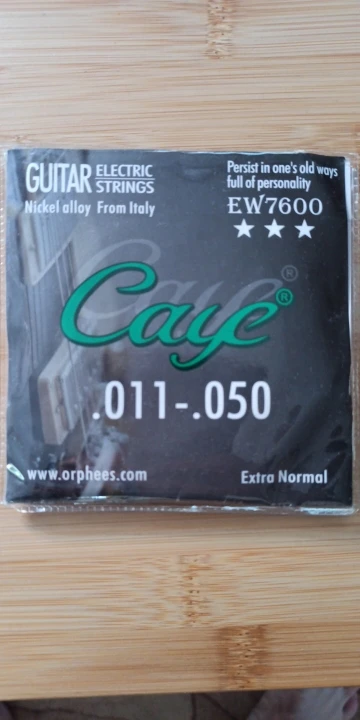 GUITAR ELECTRIC STRINGS
Nickel alloy From Italy
Persist in one's old ways
full of personality
EW7600
Caye®
.011-.050
www.orphees.com
Extra Normal